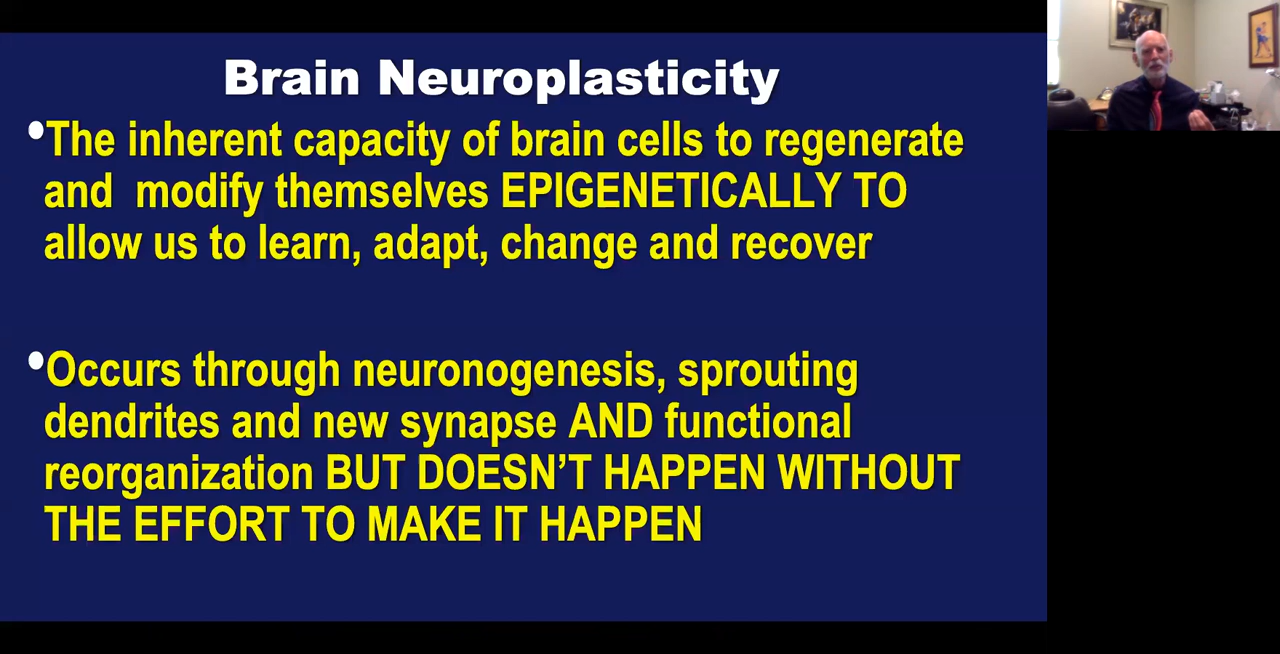 Brain Neuroplasticity
•The inherent capacity of brain cells to regenerate
and modify themselves EPIGENETICALLY TO
allow us to learn, adapt, change and recover
•Occurs through neuronogenesis, sprouting
dendrites and new synapse AND functional
reorganization BUT DOESN’T HAPPEN WITHOUT
THE EFFORT TO MAKE IT HAPPEN